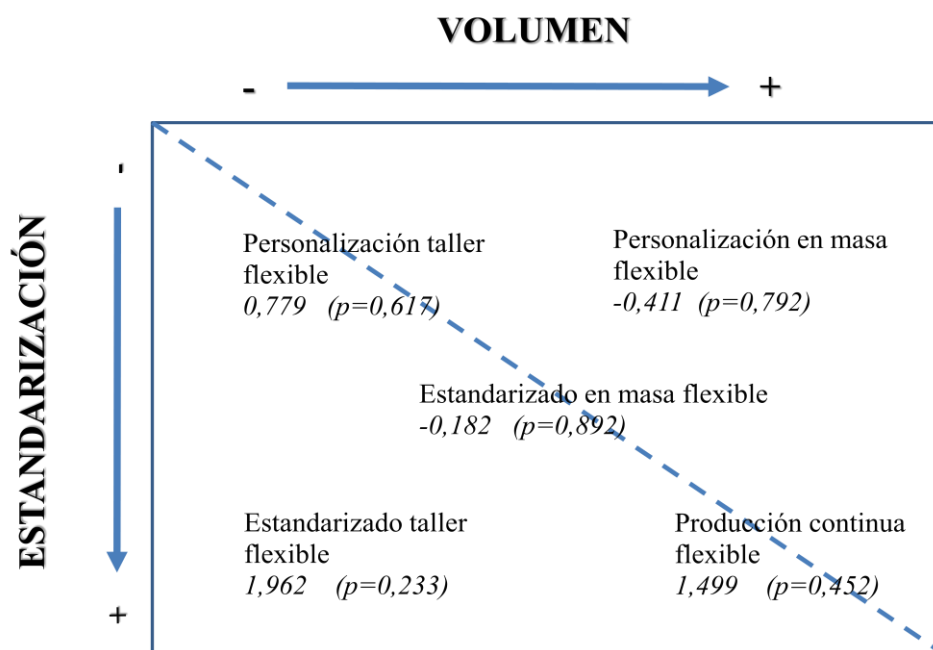 VOLUMEN
- +
-
ESTANDARIZACIÓN
Personalización taller
flexible
0,779 (p=0,617)
Personalización en masa
flexible
-0,411 (p=0,792)
Estandarizado en masa flexible
-0,182 (p=0,892)
Estandarizado taller
flexible
1,962 (p=0,233)
Producción continua
flexible
1,499 (p=0,452)
+